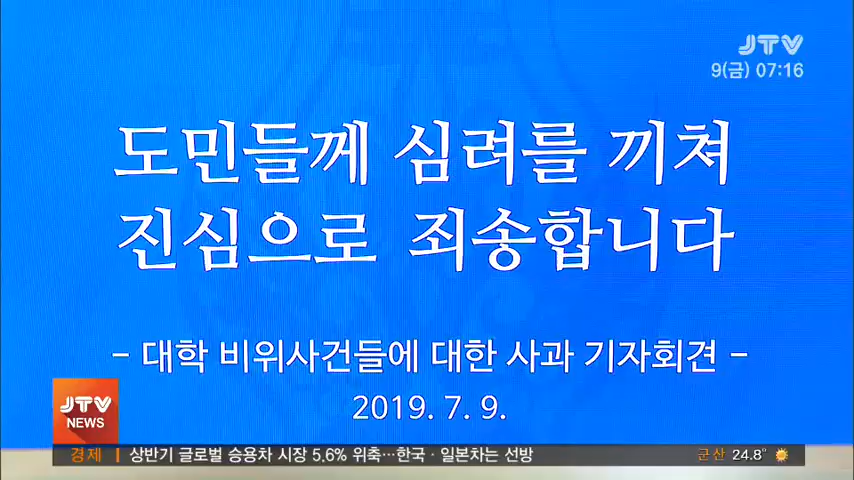 JTV
9(금) 07:16
도민들께 심려를 끼쳐
진심으로 죄송합니다
- 대학 비위사건들에 대한 사과 기자회견 -
2019. 7. 9.
JTV
NEWS
경제 | 상반기 글로벌 승용차 시장 5.6% 위축…한국·일본차는 선방
군산 24.8°